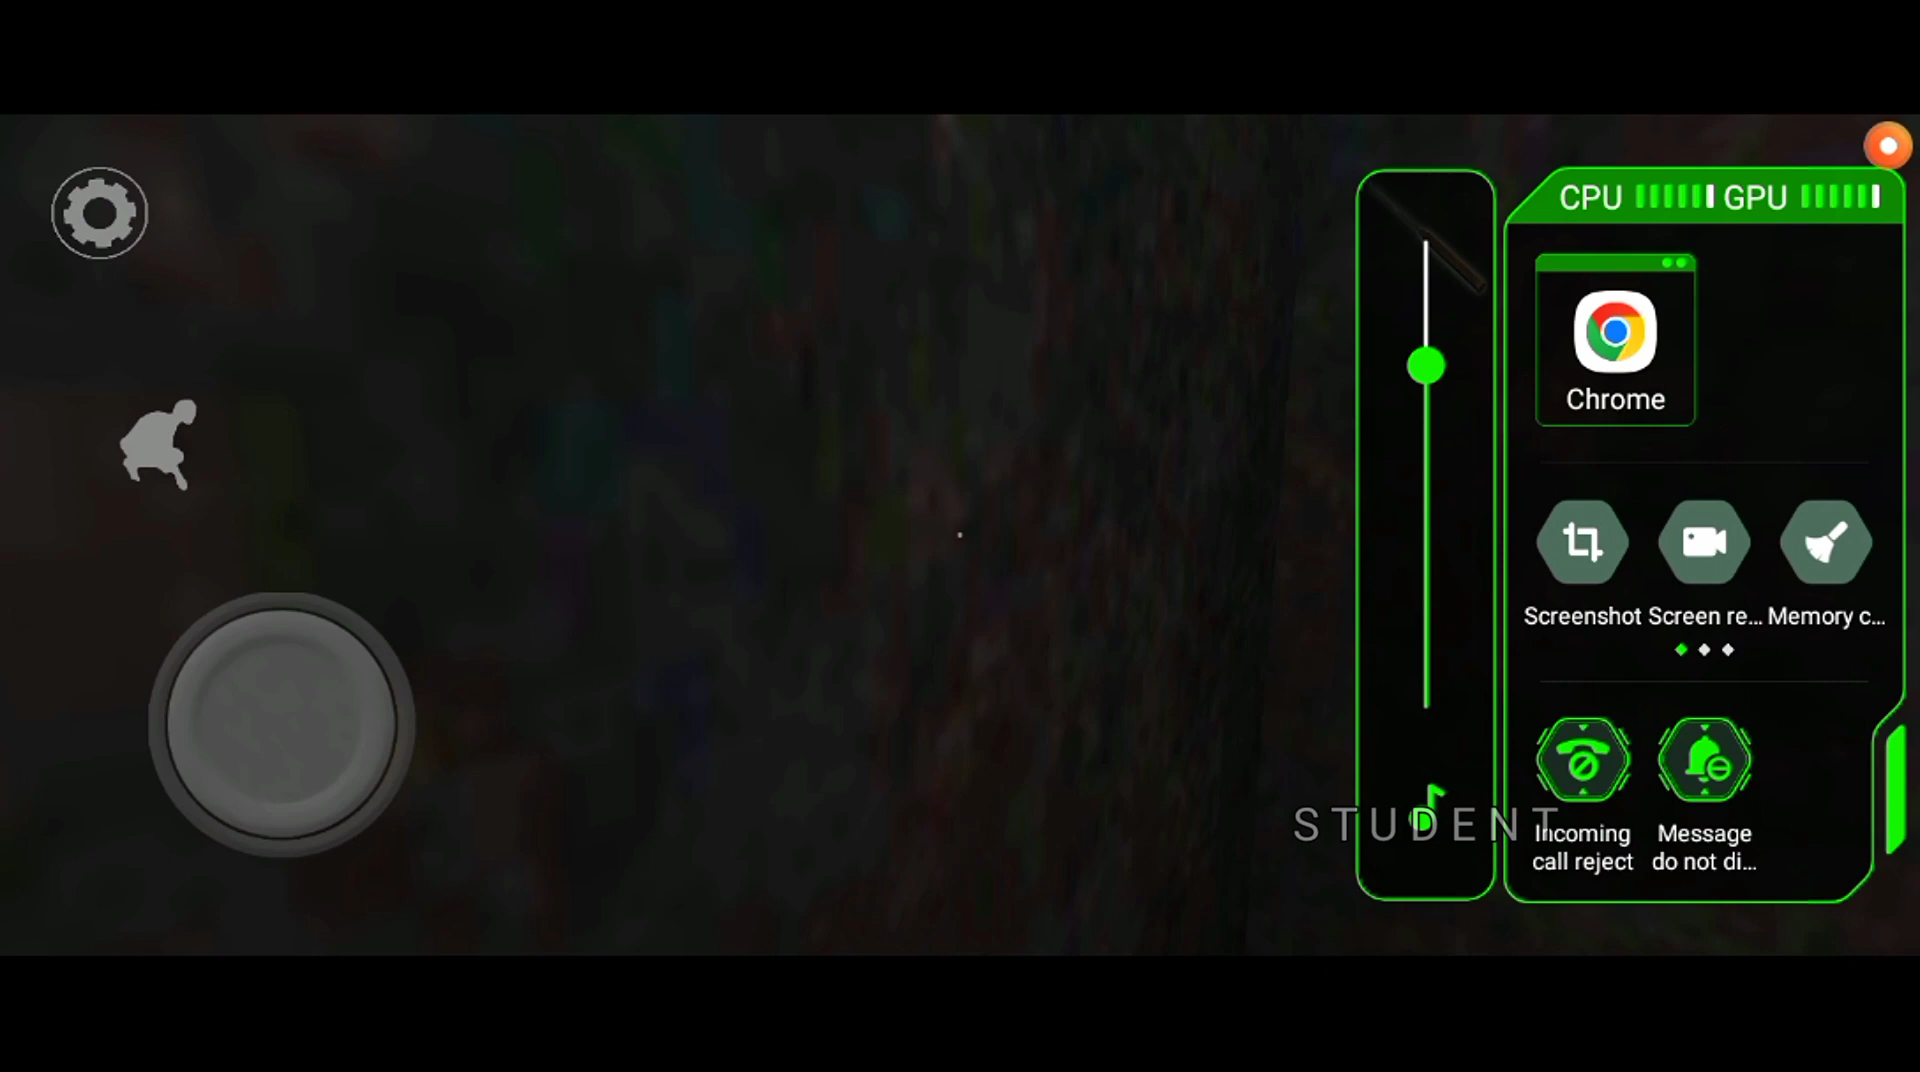 CPU GPU
Chrome
Screenshot Screen re... Memory c...
STUDENT
Incoming call reject
Message do not di...